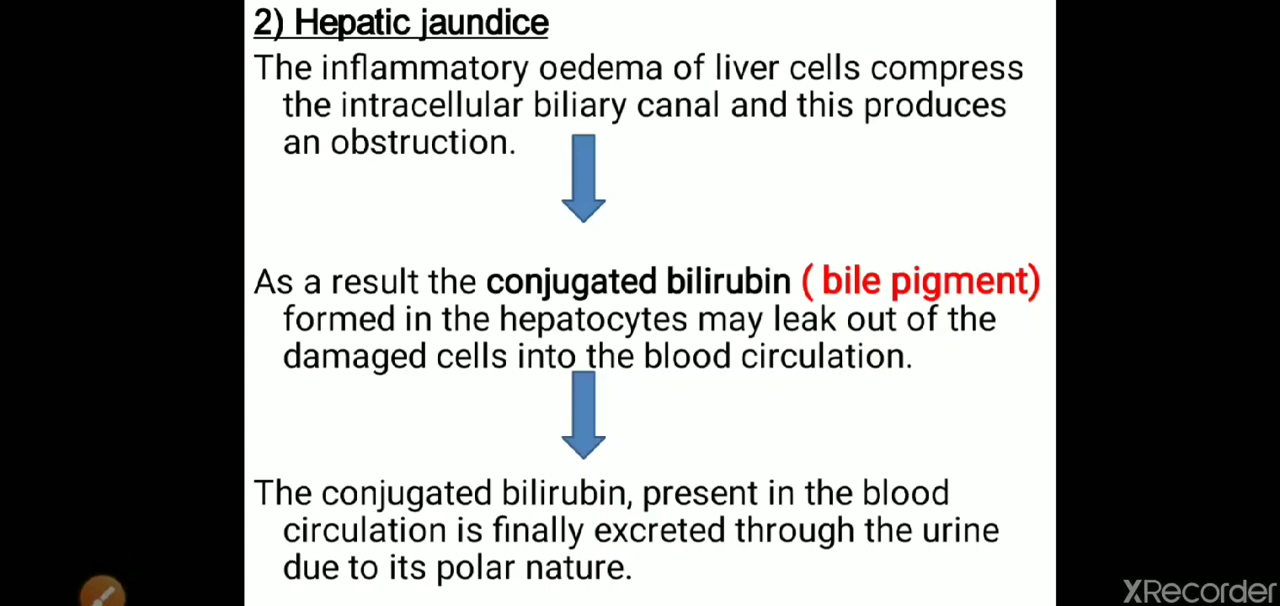 2) Hepatic jaundice
The inflammatory oedema of liver cells compress
the intracellular biliary canal and this produces
an obstruction.
As a result the conjugated bilirubin ( bile pigment)
formed in the hepatocytes may leak out of the
damaged cells into the blood circulation.
The conjugated bilirubin, present in the blood
circulation is finally excreted through the urine
due to its polar nature.
XRecorder